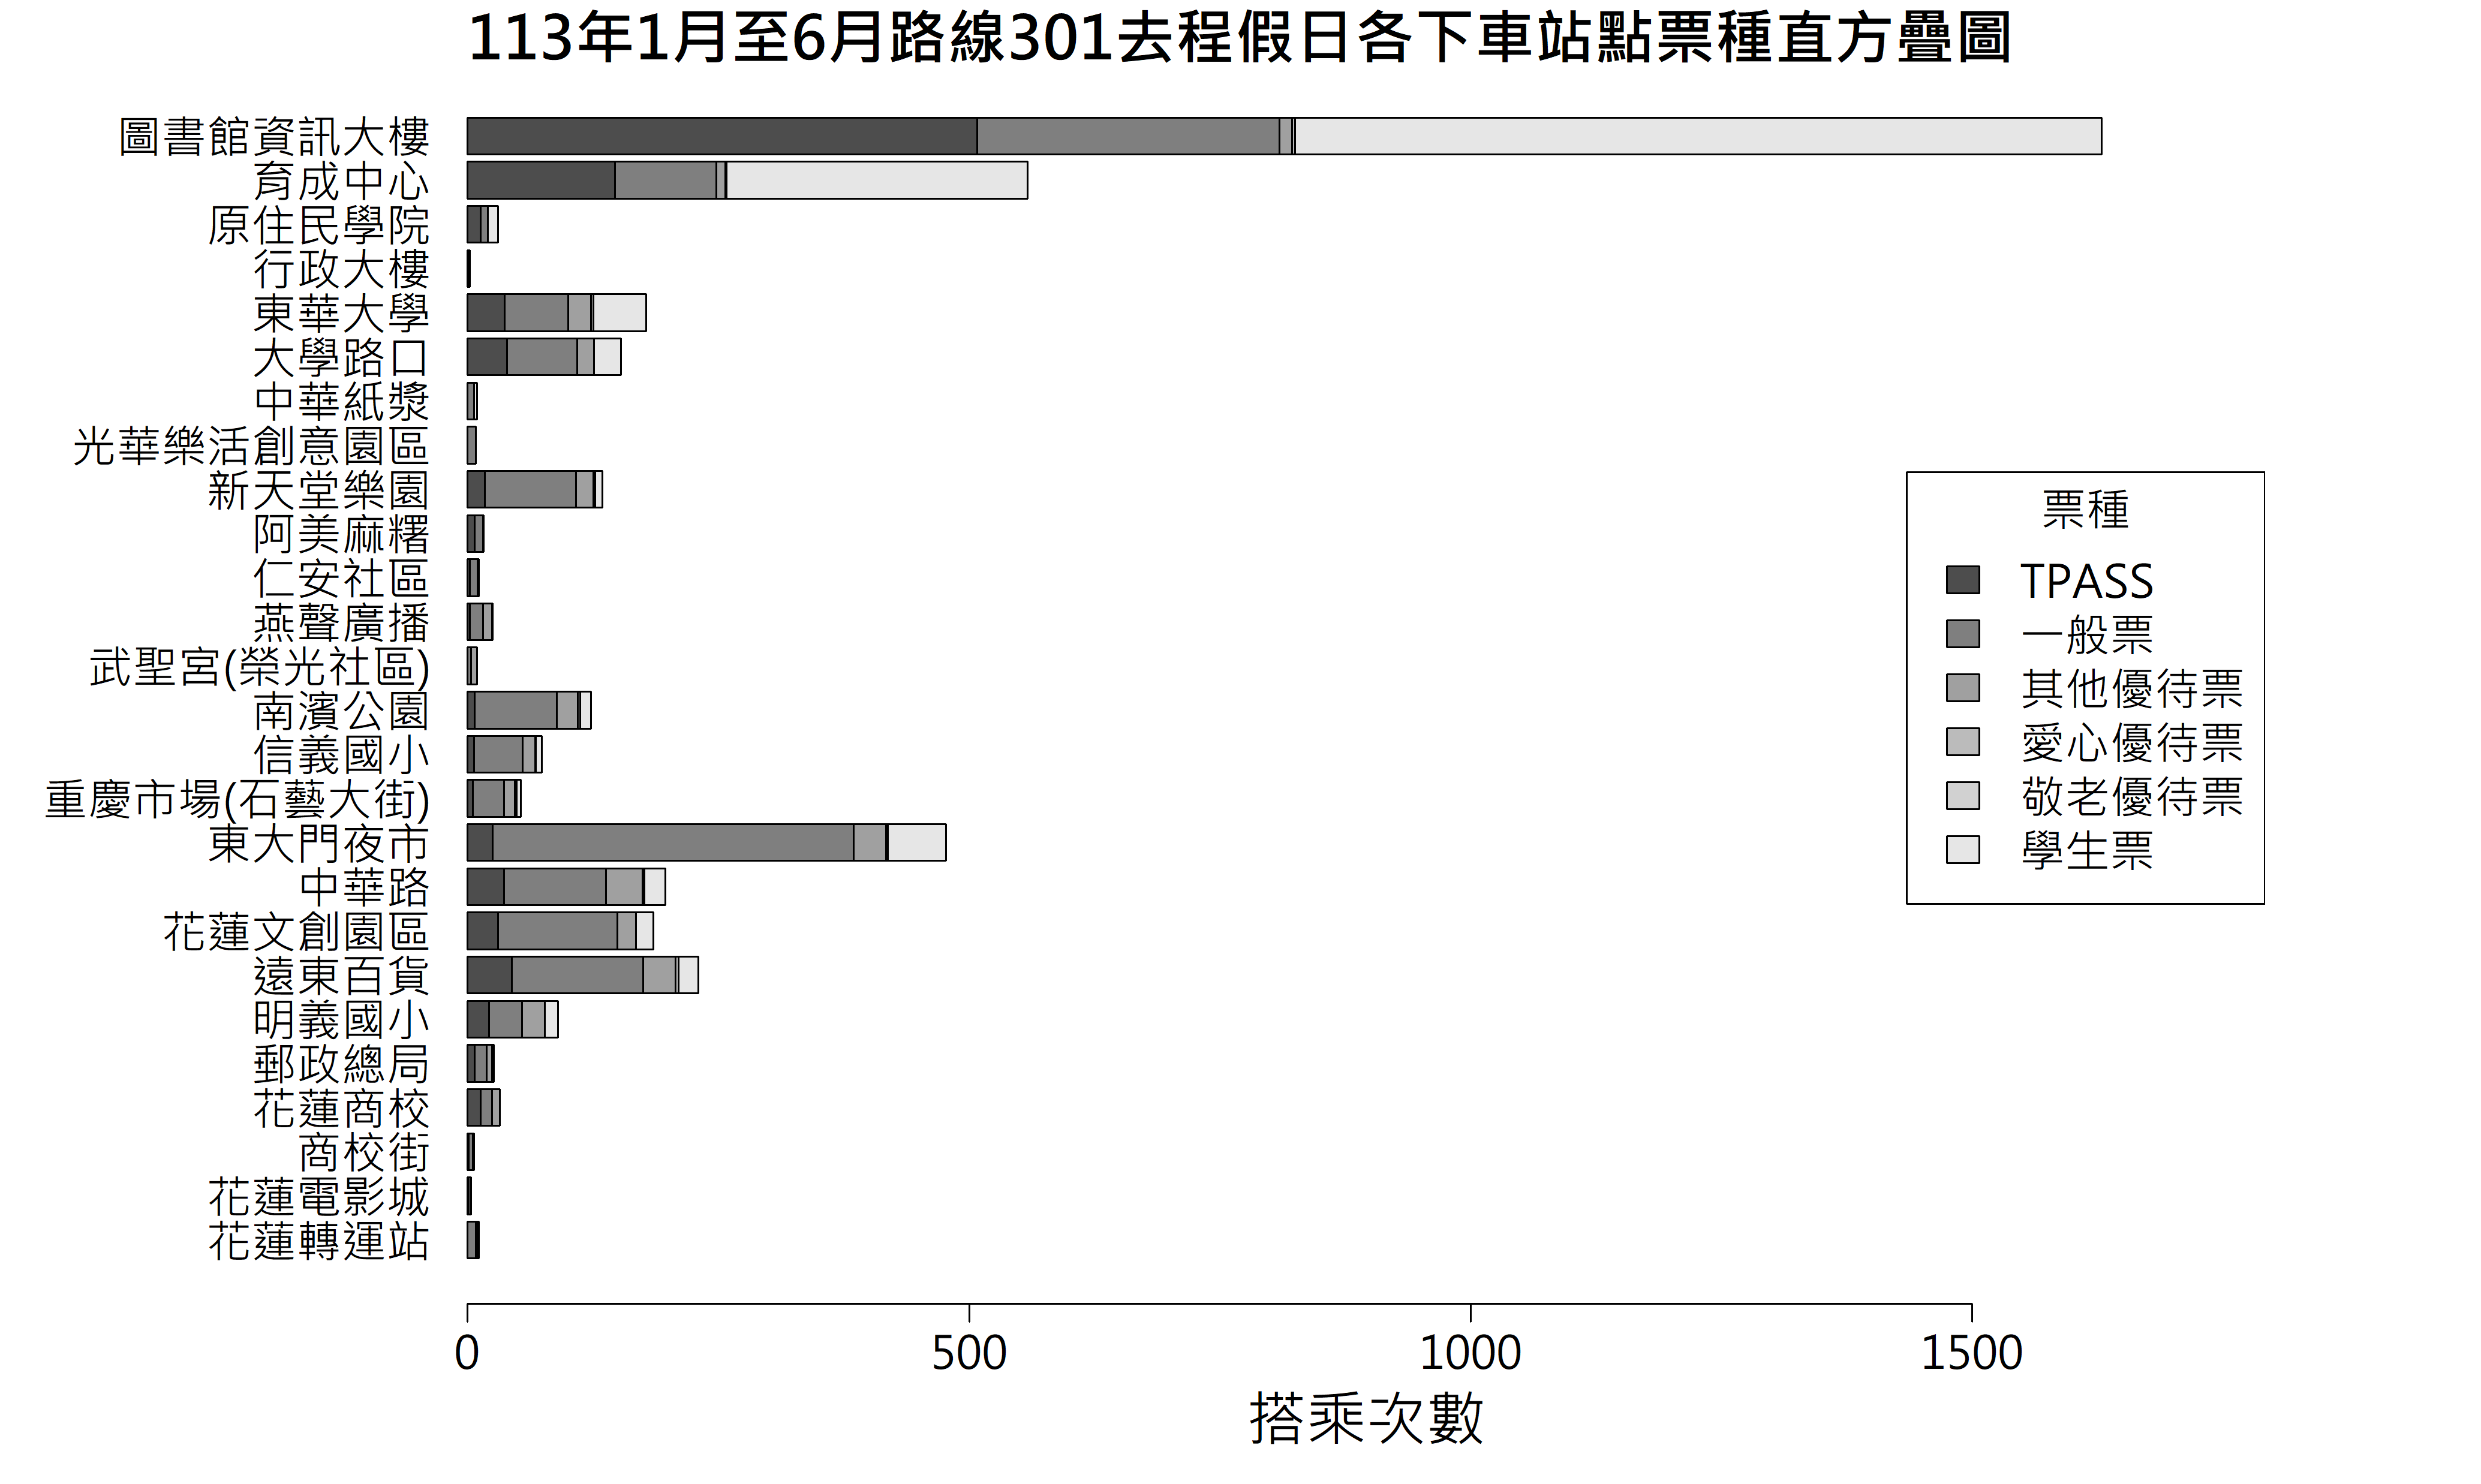 113年1月至6月路線301去程假日各下車站點票種直方疊圖
圖書館資訊大樓
育成中心
原住民學院
行政大樓
東華大學
大學路口
中華紙漿
光華樂活創意園區
新天堂樂園
阿美麻糬
仁安社區
燕聲廣播
武聖宮(榮光社區)
南濱公園
信義國小
重慶市場(石藝大街)
東大門夜市
中華路
花蓮文創園區
遠東百貨
明義國小
郵政總局
花蓮商校
商校街
花蓮電影城
花蓮轉運站
票種
TPASS
一般票
其他優待票
愛心優待票
敬老優待票
學生票
0 500 1000 1500
搭乘次數